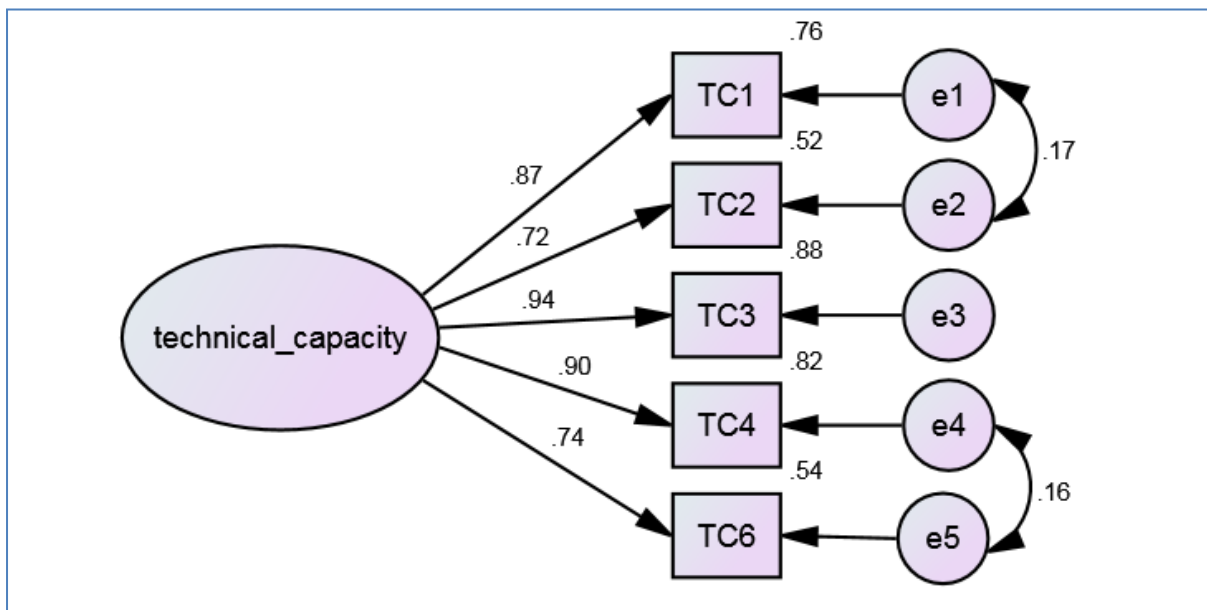 .76
TC1
e1
.87
.52
.17
TC2
e2
.72
.88
technical_capacity
.94
TC3
e3
.82
.90
TC4
e4
.74
.54
.16
TC6
e5